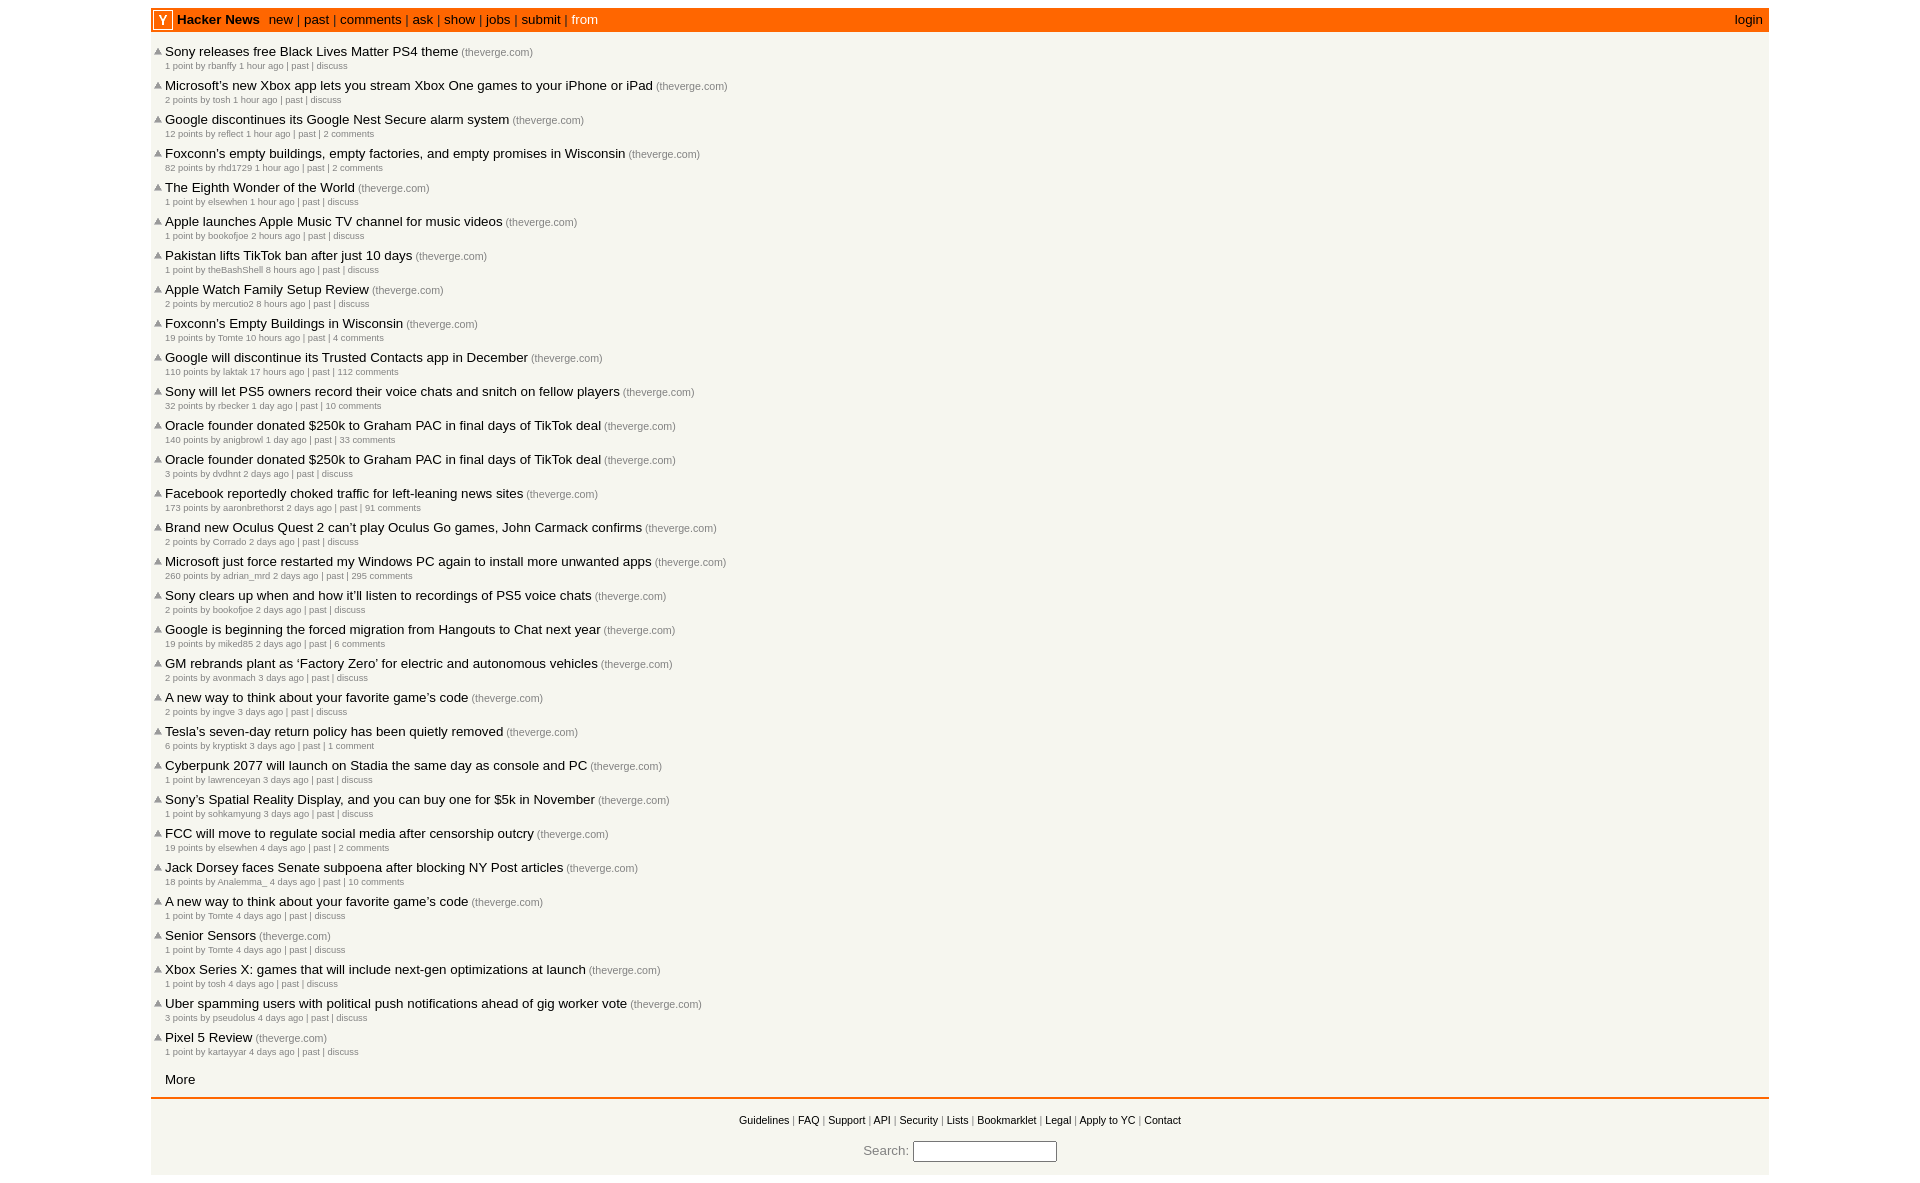 Y Hacker News new | past | comments | ask | show | jobs | submit | from login
Sony releases free Black Lives Matter PS4 theme (theverge.com)
1 point by rbanffy 1 hour ago | past | discuss
Microsoft’s new Xbox app lets you stream Xbox One games to your iPhone or iPad (theverge.com)
2 points by tosh 1 hour ago | past | discuss
Google discontinues its Google Nest Secure alarm system (theverge.com)
12 points by reflect 1 hour ago | past | 2 comments
Foxconn’s empty buildings, empty factories, and empty promises in Wisconsin (theverge.com)
82 points by rhd1729 1 hour ago | past | 2 comments
The Eighth Wonder of the World (theverge.com)
1 point by elsewhen 1 hour ago | past | discuss
Apple launches Apple Music TV channel for music videos (theverge.com)
1 point by bookofjoe 2 hours ago | past | discuss
Pakistan lifts TikTok ban after just 10 days (theverge.com)
1 point by theBashShell 8 hours ago | past | discuss
Apple Watch Family Setup Review (theverge.com)
2 points by mercutio2 8 hours ago | past | discuss
Foxconn’s Empty Buildings in Wisconsin (theverge.com)
19 points by Tomte 10 hours ago | past | 4 comments
Google will discontinue its Trusted Contacts app in December (theverge.com)
110 points by laktak 17 hours ago | past | 112 comments
Sony will let PS5 owners record their voice chats and snitch on fellow players (theverge.com)
32 points by rbecker 1 day ago | past | 10 comments
Oracle founder donated $250k to Graham PAC in final days of TikTok deal (theverge.com)
140 points by anigbrowl 1 day ago | past | 33 comments
Oracle founder donated $250k to Graham PAC in final days of TikTok deal (theverge.com)
3 points by dvdhnt 2 days ago | past | discuss
Facebook reportedly choked traffic for left-leaning news sites (theverge.com)
173 points by aaronbrethorst 2 days ago | past | 91 comments
Brand new Oculus Quest 2 can’t play Oculus Go games, John Carmack confirms (theverge.com)
2 points by Corrado 2 days ago | past | discuss
Microsoft just force restarted my Windows PC again to install more unwanted apps (theverge.com)
260 points by adrian_mrd 2 days ago | past | 295 comments
Sony clears up when and how it’ll listen to recordings of PS5 voice chats (theverge.com)
2 points by bookofjoe 2 days ago | past | discuss
Google is beginning the forced migration from Hangouts to Chat next year (theverge.com)
19 points by miked85 2 days ago | past | 6 comments
GM rebrands plant as ‘Factory Zero’ for electric and autonomous vehicles (theverge.com)
2 points by avonmach 3 days ago | past | discuss
A new way to think about your favorite game’s code (theverge.com)
2 points by ingve 3 days ago | past | discuss
Tesla’s seven-day return policy has been quietly removed (theverge.com)
6 points by kryptiskt 3 days ago | past | 1 comment
Cyberpunk 2077 will launch on Stadia the same day as console and PC (theverge.com)
1 point by lawrenceyan 3 days ago | past | discuss
Sony’s Spatial Reality Display, and you can buy one for $5k in November (theverge.com)
1 point by sohkamyung 3 days ago | past | discuss
FCC will move to regulate social media after censorship outcry (theverge.com)
19 points by elsewhen 4 days ago | past | 2 comments
Jack Dorsey faces Senate subpoena after blocking NY Post articles (theverge.com)
18 points by Analemma_ 4 days ago | past | 10 comments
A new way to think about your favorite game’s code (theverge.com)
1 point by Tomte 4 days ago | past | discuss
Senior Sensors (theverge.com)
1 point by Tomte 4 days ago | past | discuss
Xbox Series X: games that will include next-gen optimizations at launch (theverge.com)
1 point by tosh 4 days ago | past | discuss
Uber spamming users with political push notifications ahead of gig worker vote (theverge.com)
3 points by pseudolus 4 days ago | past | discuss
Pixel 5 Review (theverge.com)
1 point by kartayyar 4 days ago | past | discuss
More
Guidelines | FAQ | Support | API | Security | Lists | Bookmarklet | Legal | Apply to YC | Contact
Search: